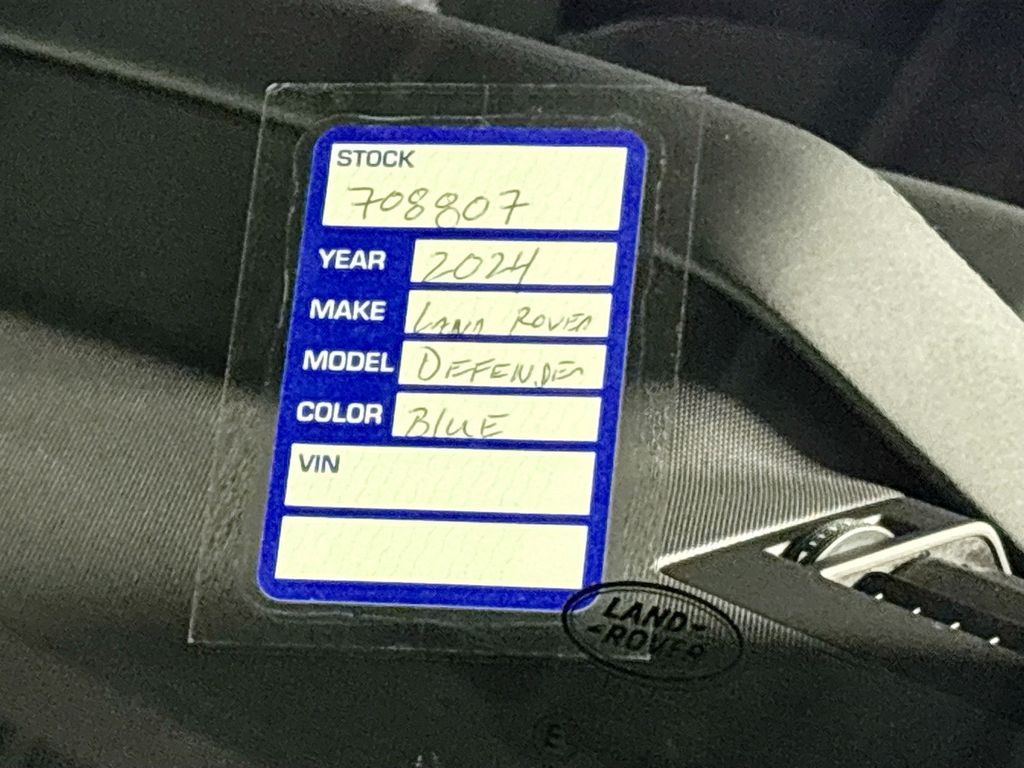 STOCK
708807
YEAR 2024
MAKE LAND ROVER
MODEL DEFENDER
COLOR BLUE
VIN
LAND-
-ROVER